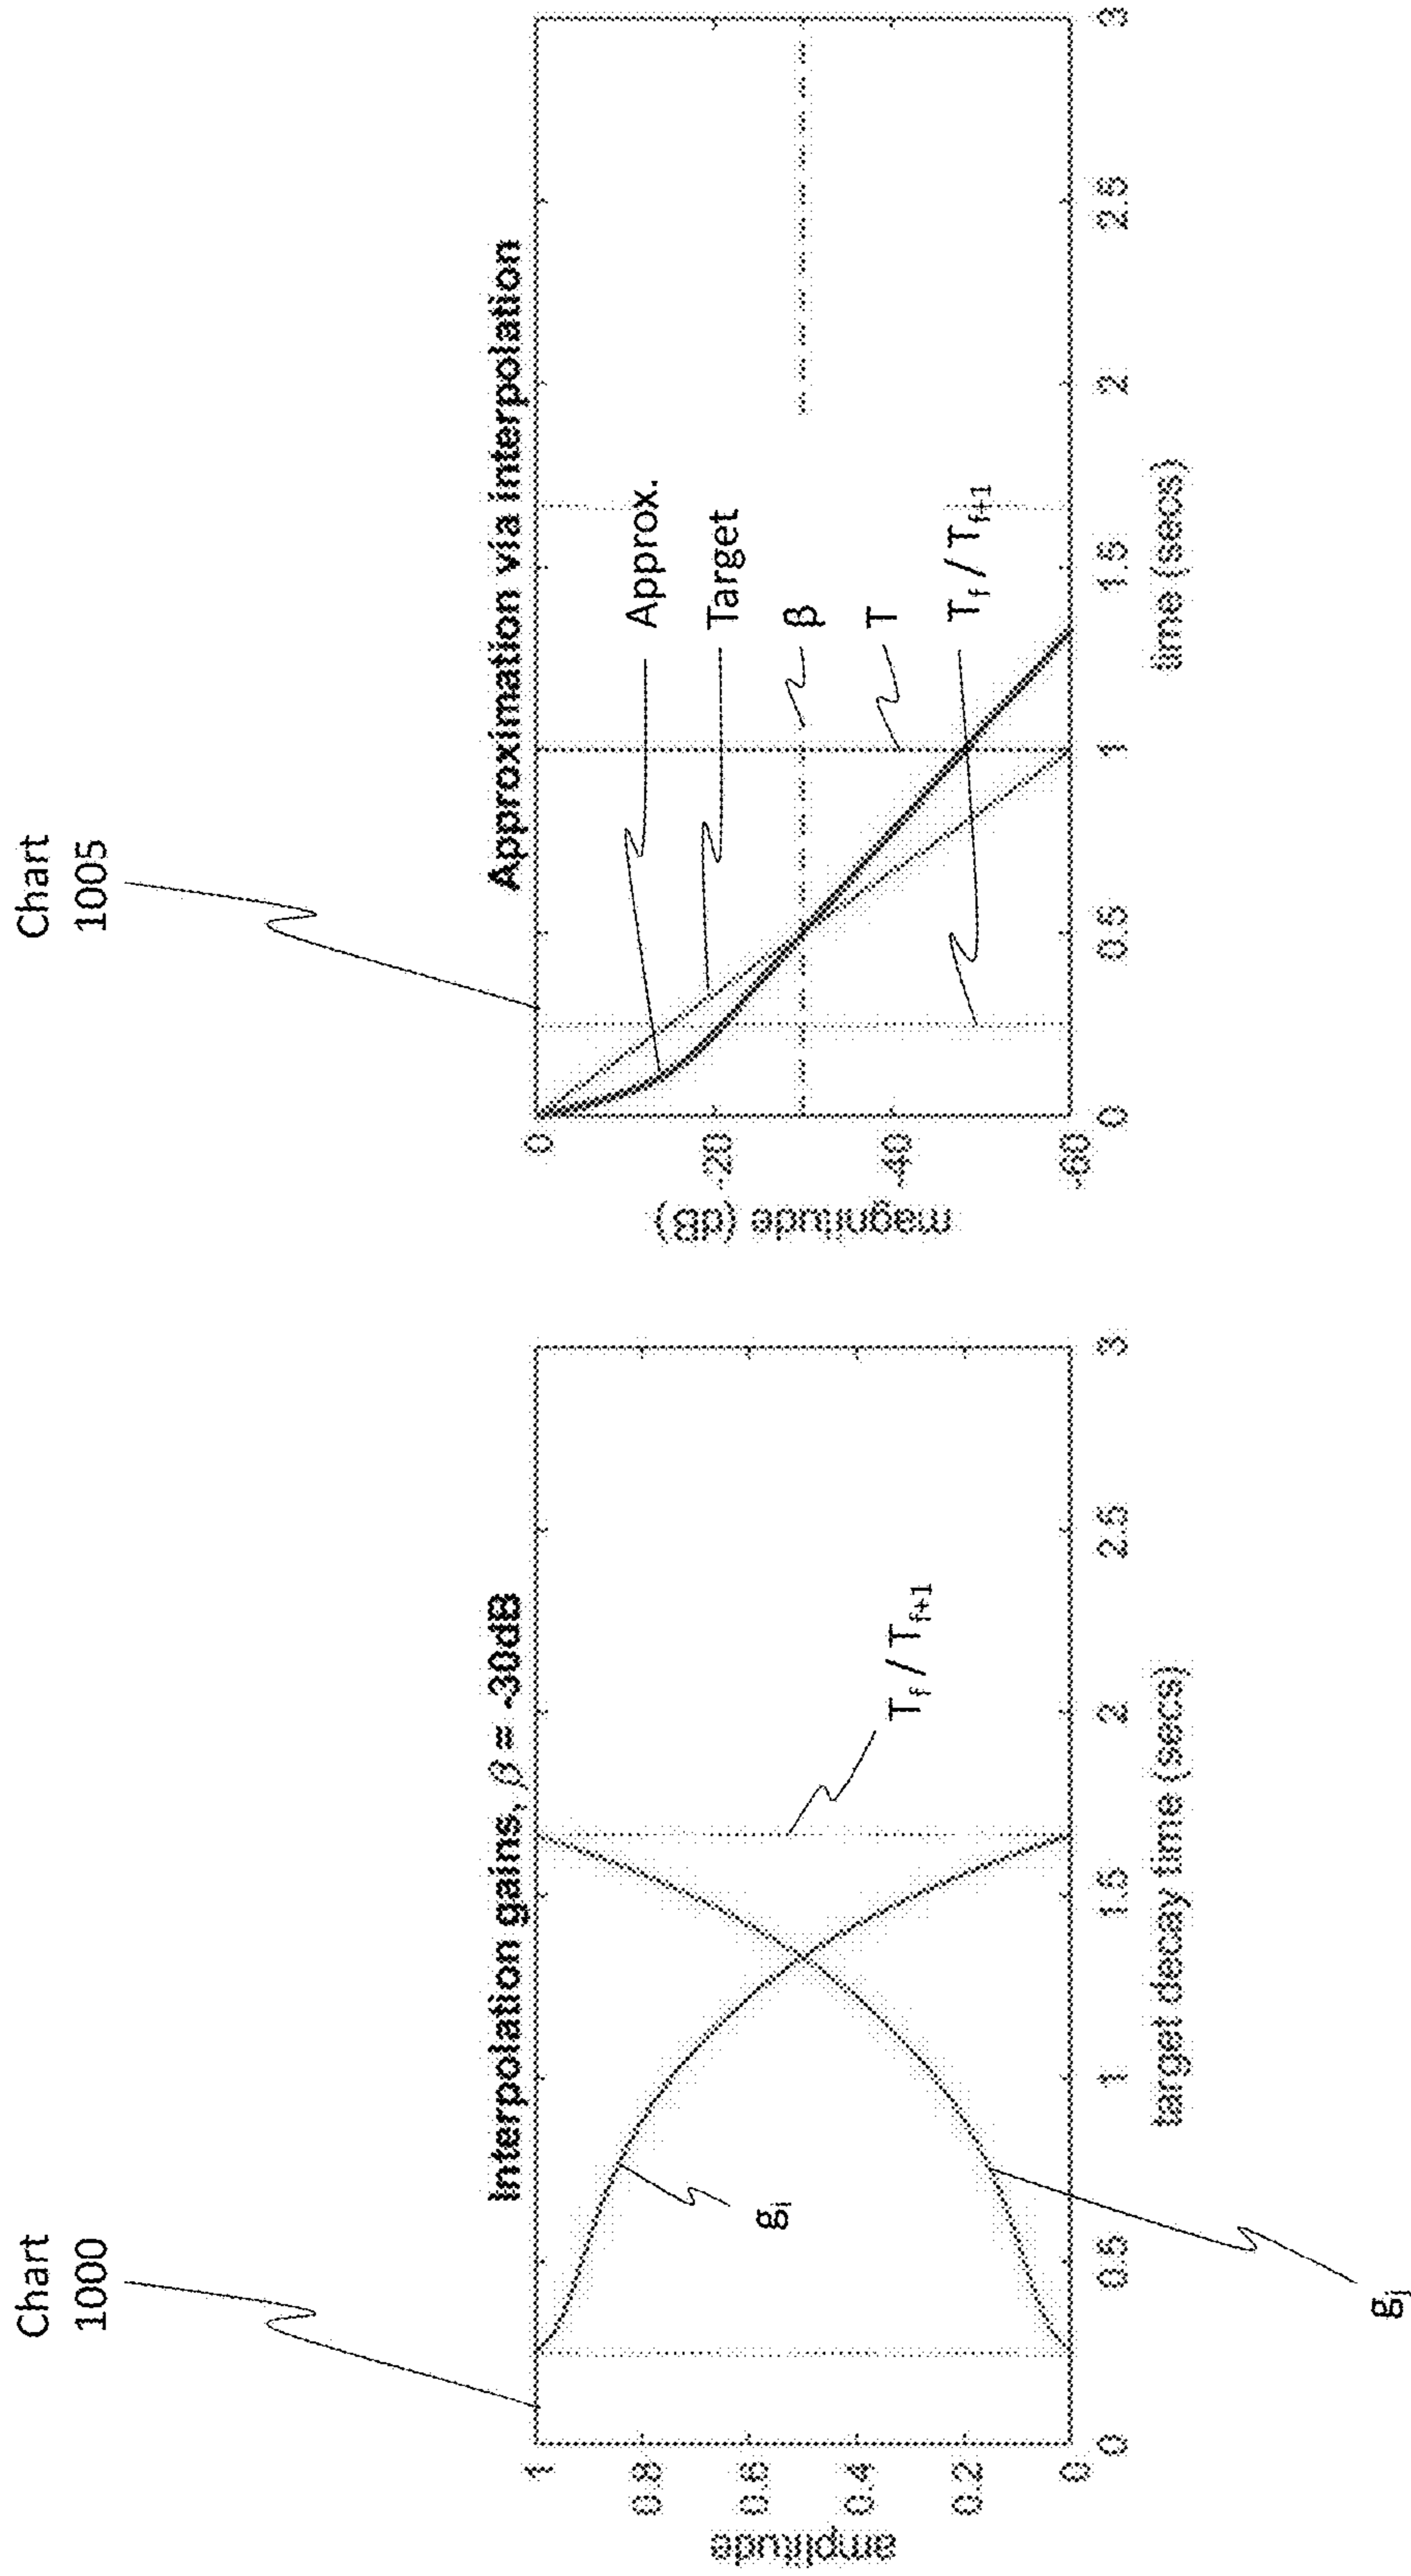 Chart
1000
Interpolation gains, β = -30dB
amplitude
1
0.8
0.6
0.4
0.2
0
0
0.5
1
1.5
2
2.5
3
target decay time (secs)
gi
gj
Tf / Tf+1
Chart
1005
Approximation via interpolation
magnitude (dB)
0
-20
-40
-60
0
0.5
1
1.5
2
2.5
3
time (secs)
Approx.
Target
β
T
Tf / Tf+1